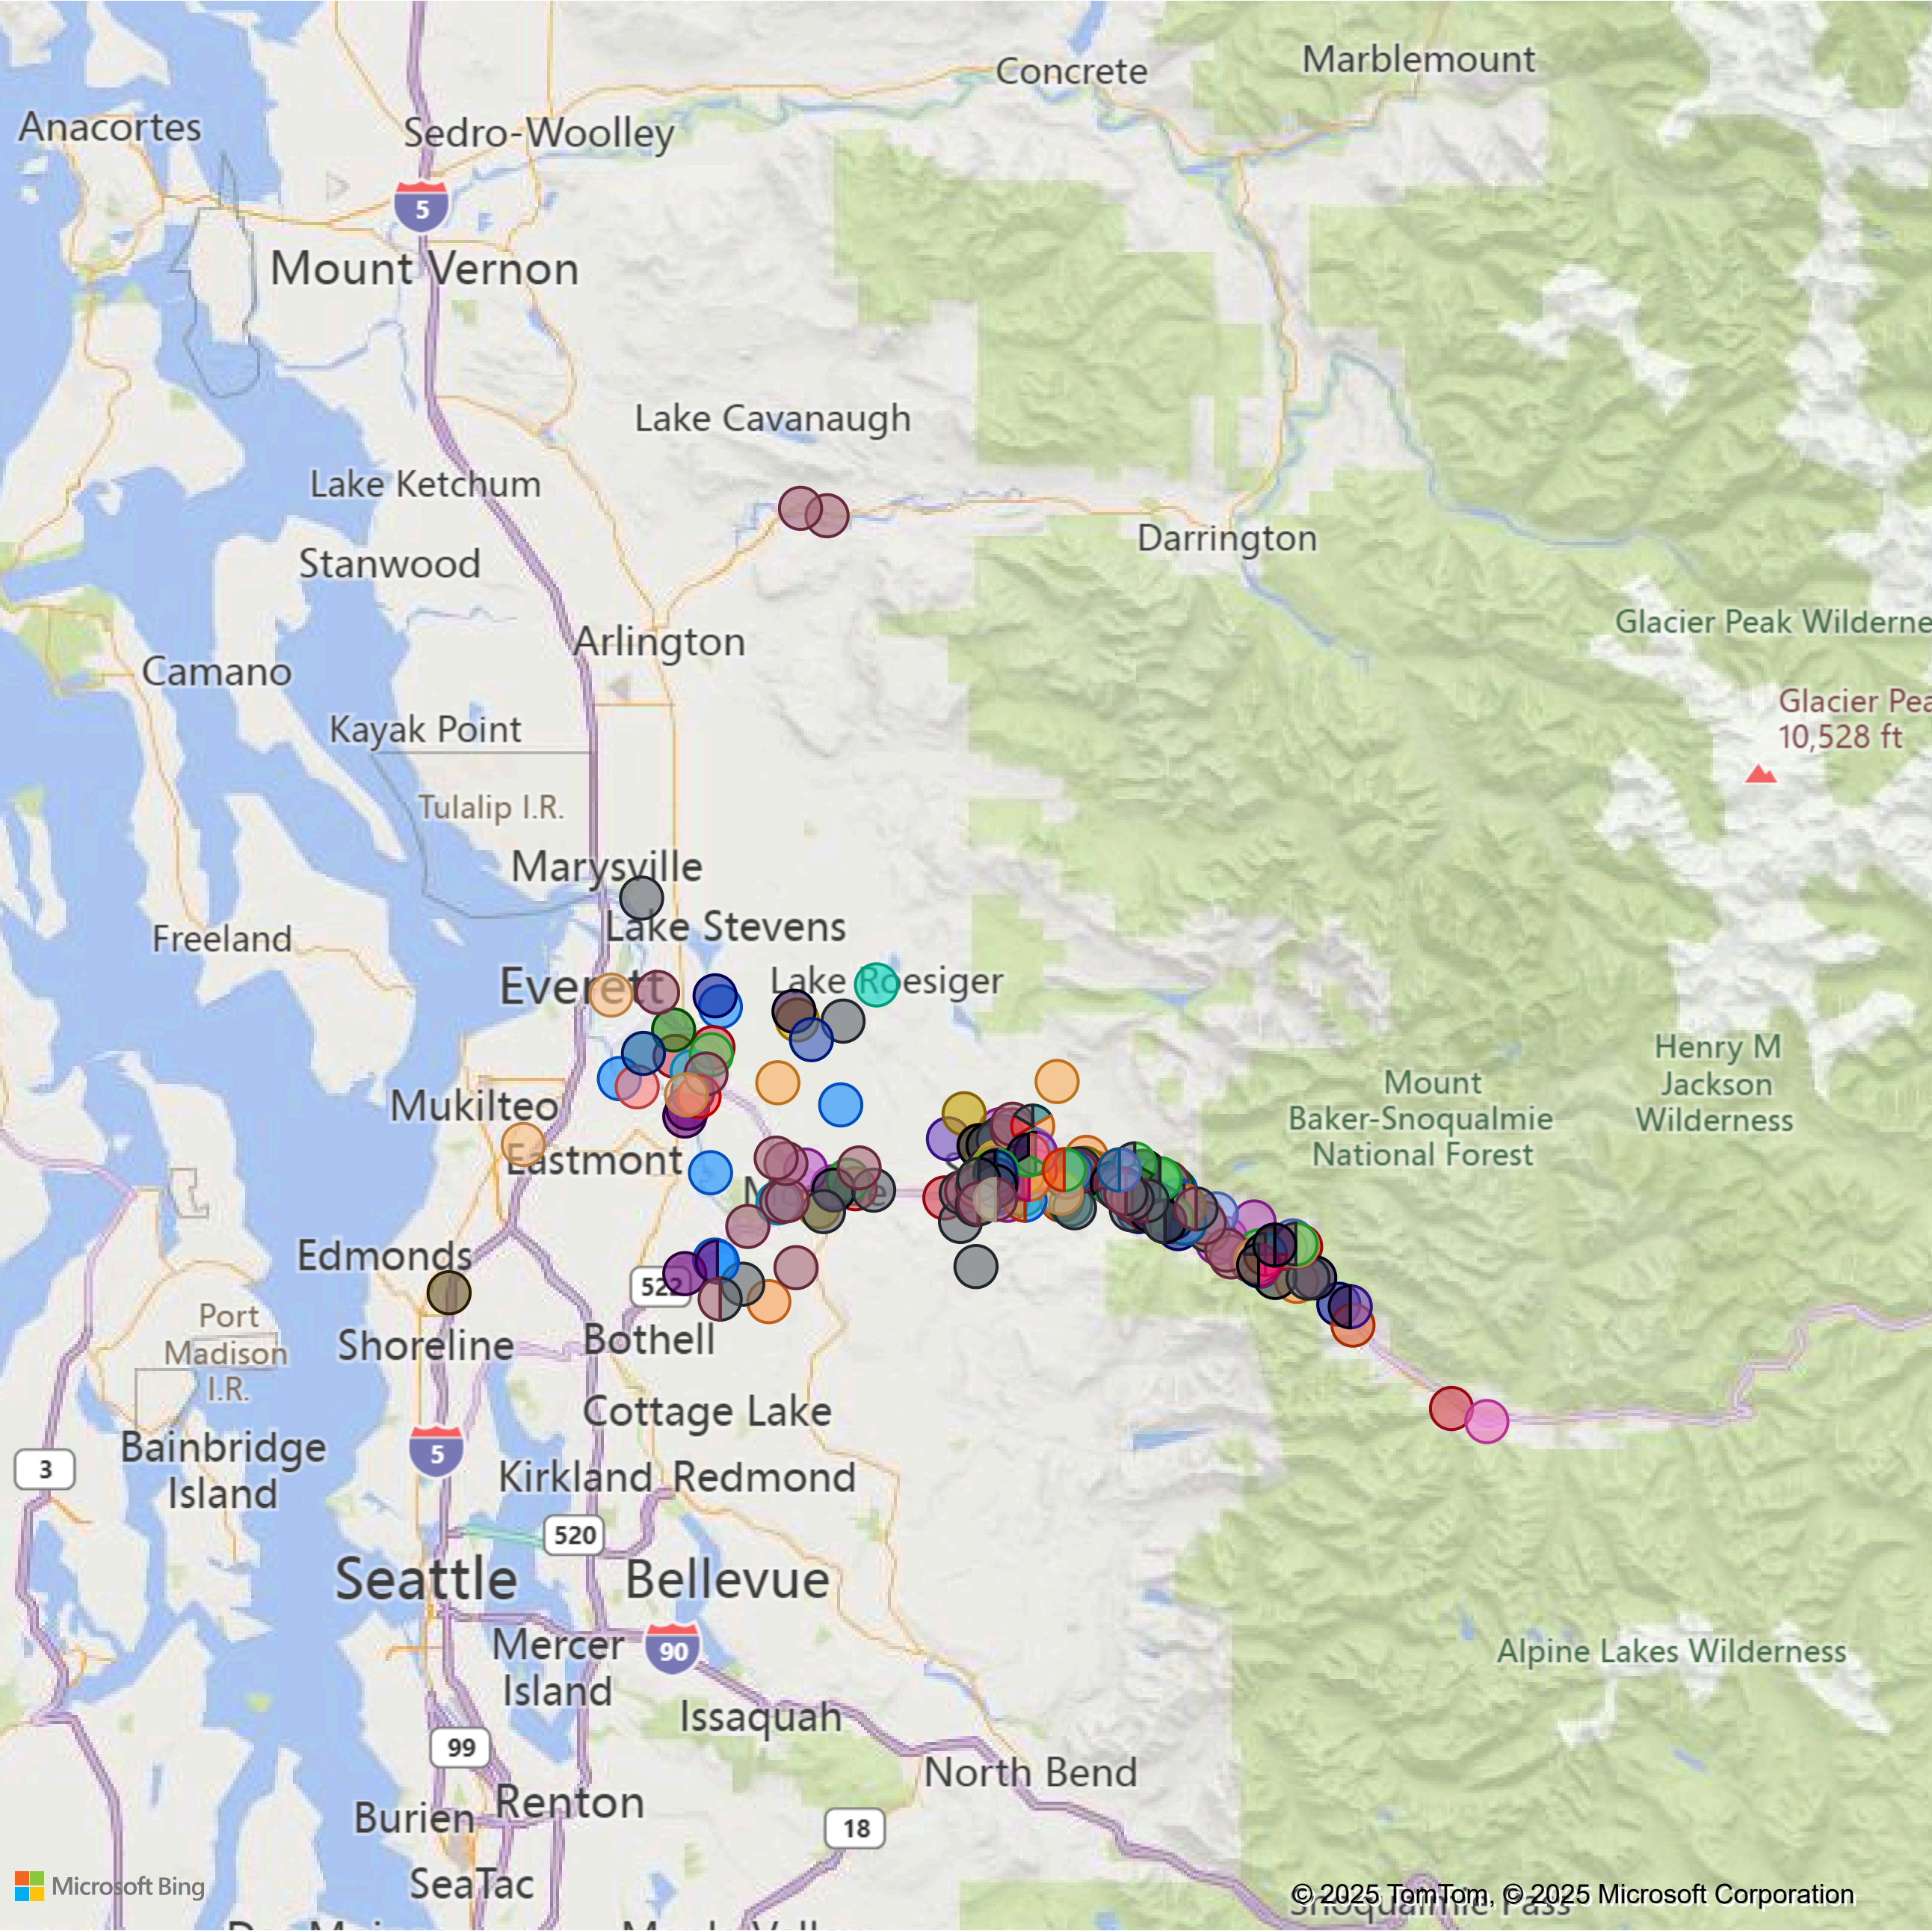 Concrete
Marblemount
Anacortes
Sedro-Woolley
5
Mount Vernon
Lake Cavanaugh
Lake Ketchum
Darrington
Stanwood
Glacier Peak Wilderne
Arlington
Camano
Glacier Pea
10,528 ft
Kayak Point
Tulalip I.R.
Marysville
Lake Stevens
Freeland
Everett
Lake Roesiger
Henry M
Jackson
Wilderness
Mount
Baker-Snoqualmie
National Forest
Mukilteo
Eastmont
Edmonds
522
Port
Madison
I.R.
Shoreline
Bothell
Cottage Lake
Bainbridge
Island
5
3
Kirkland
Redmond
520
Seattle
Bellevue
Mercer
Island
90
Alpine Lakes Wilderness
Issaquah
99
North Bend
Renton
Burien
18
SeaTac
Microsoft Bing
© 2025 TomTom, © 2025 Microsoft Corporation
Snoqualmie Pass